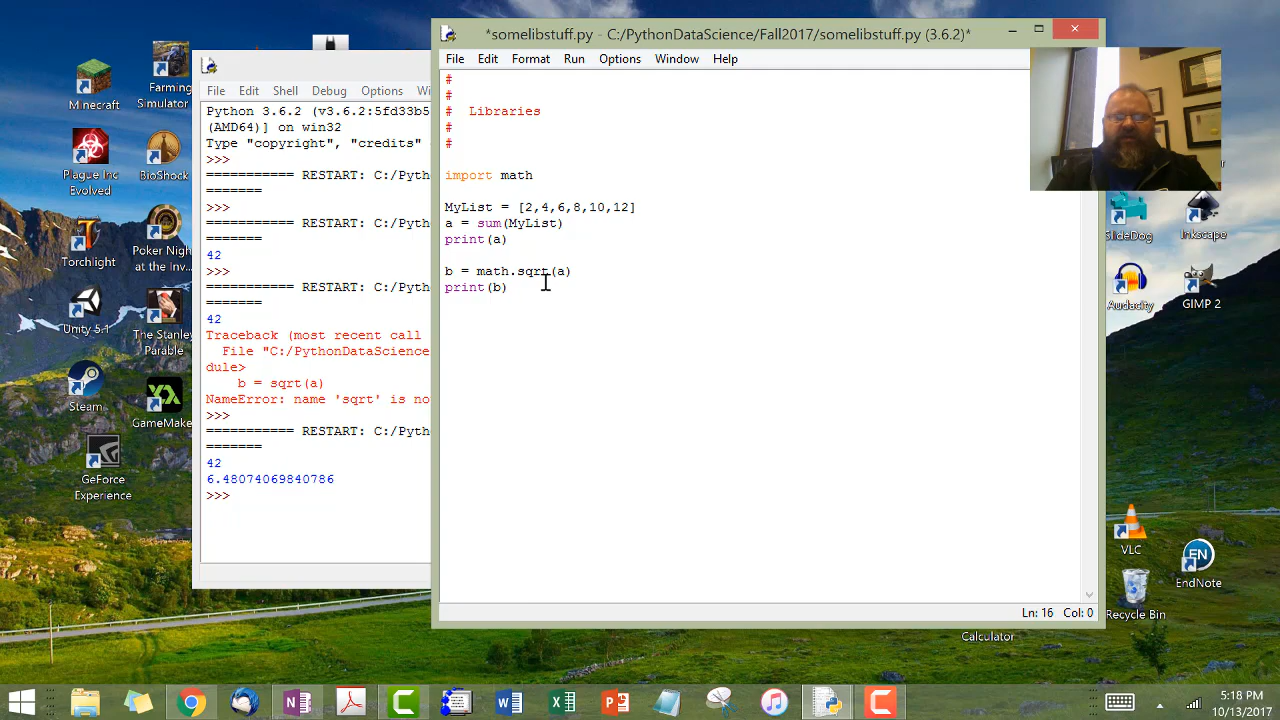 *somelibstuff.py - C:/PythonDataScience/Fall2017/somelibstuff.py (3.6.2)*
File Edit Format Run Options Window Help
#
#
# Libraries
#
#
import math
MyList = [2,4,6,8,10,12]
a = sum(MyList)
print(a)
b = math.sqrt(a)
print(b)
Ln: 16 Col: 0
File Edit Shell Debug Options
Python 3.6.2 (v3.6.2:5fd33b5
(AMD64)] on win32
Type "copyright", "credits"
>>>
=========== RESTART: C:/Pyth
=======
>>>
=========== RESTART: C:/Pyth
=======
42
>>>
=========== RESTART: C:/Pyth
=======
42
Traceback (most recent call
File "C:/PythonDataScience
dule>
b = sqrt(a)
NameError: name 'sqrt' is no
>>>
=========== RESTART: C:/Pyth
=======
42
6.48074069840786
>>>
Minecraft
Farming
Simulator
Plague Inc
Evolved
BioShock
Torchlight
Poker Night
at the Inv...
Unity 5.1
The Stanley
Parable
Steam
GameMake
GeForce
Experience
SlideDog
Inkscape
Audacity
GIMP 2
VLC
EN
EndNote
Recycle Bin
Calculator
5:18 PM
10/13/2017